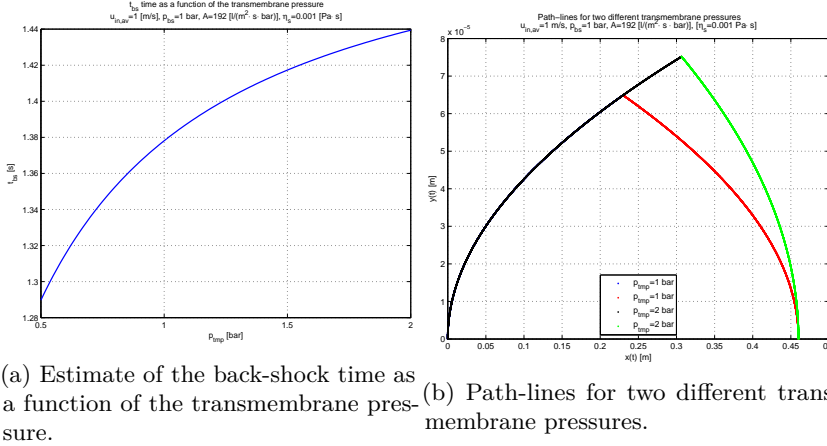 t_bs time as a function of the transmembrane pressure
u_in,av=1 [m/s], p_bs=1 bar, A=192 [l/(m²· s· bar)], η_s=0.001 [Pa· s]
1.44
1.42
1.4
1.38
1.36
1.34
1.32
1.3
1.28
t_bs [s]
0.5
1
1.5
2
p_tmp [bar]
(a) Estimate of the back-shock time as
a function of the transmembrane pres-
sure.
Path-lines for two different transmembrane pressures
u_in,av=1 m/s, p_bs=1 bar, A=192 [l/(m²· s· bar)], [η_s=0.001 Pa· s]
x 10⁻⁵
8
7
6
5
4
3
2
1
0
y(t) [m]
0
0.05
0.1
0.15
0.2
0.25
0.3
0.35
0.4
0.45
x(t) [m]
p_tmp=1 bar
p_tmp=1 bar
p_tmp=2 bar
p_tmp=2 bar
(b) Path-lines for two different trans
membrane pressures.